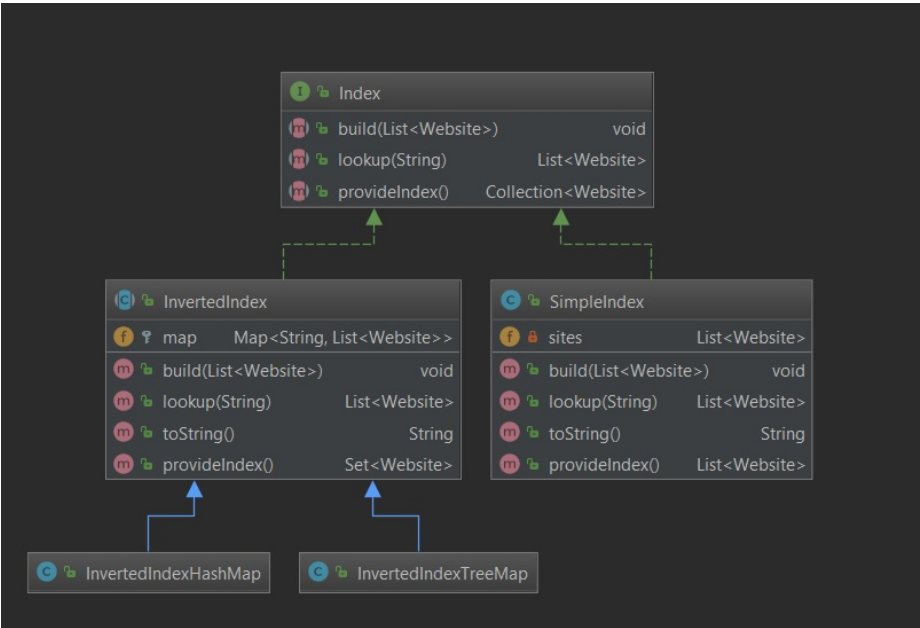 I Index
m build(List<Website>) void
m lookup(String) List<Website>
m provideIndex() Collection<Website>
C InvertedIndex
f map Map<String, List<Website>>
m build(List<Website>) void
m lookup(String) List<Website>
m toString() String
m provideIndex() Set<Website>
C SimpleIndex
f sites List<Website>
m build(List<Website>) void
m lookup(String) List<Website>
m toString() String
m provideIndex() List<Website>
C InvertedIndexHashMap
C InvertedIndexTreeMap